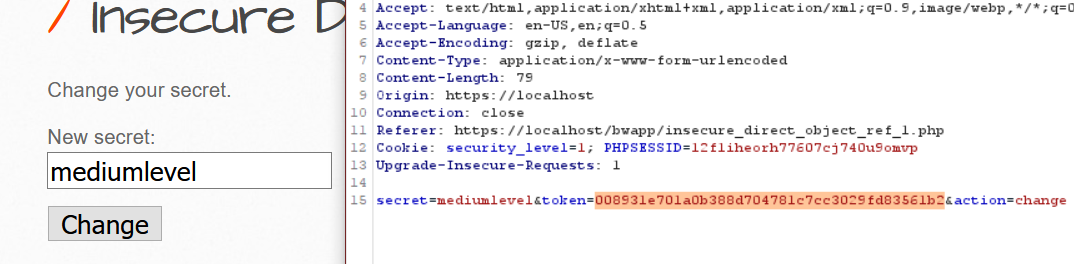 / Insecure D
Change your secret.
New secret:
mediumlevel
Change
4 Accept: text/html,application/xhtml+xml,application/xml;q=0.9,image/webp,*/*;q=0
5 Accept-Language: en-US,en;q=0.5
6 Accept-Encoding: gzip, deflate
7 Content-Type: application/x-www-form-urlencoded
8 Content-Length: 79
9 Origin: https://localhost
10 Connection: close
11 Referer: https://localhost/bwapp/insecure_direct_object_ref_1.php
12 Cookie: security_level=1; PHPSESSID=12f1iheorh77607cj740u9omvp
13 Upgrade-Insecure-Requests: 1
14
15 secret=mediumlevel&token=008931e701a0b388d704781c7cc3029fd83561b2&action=change